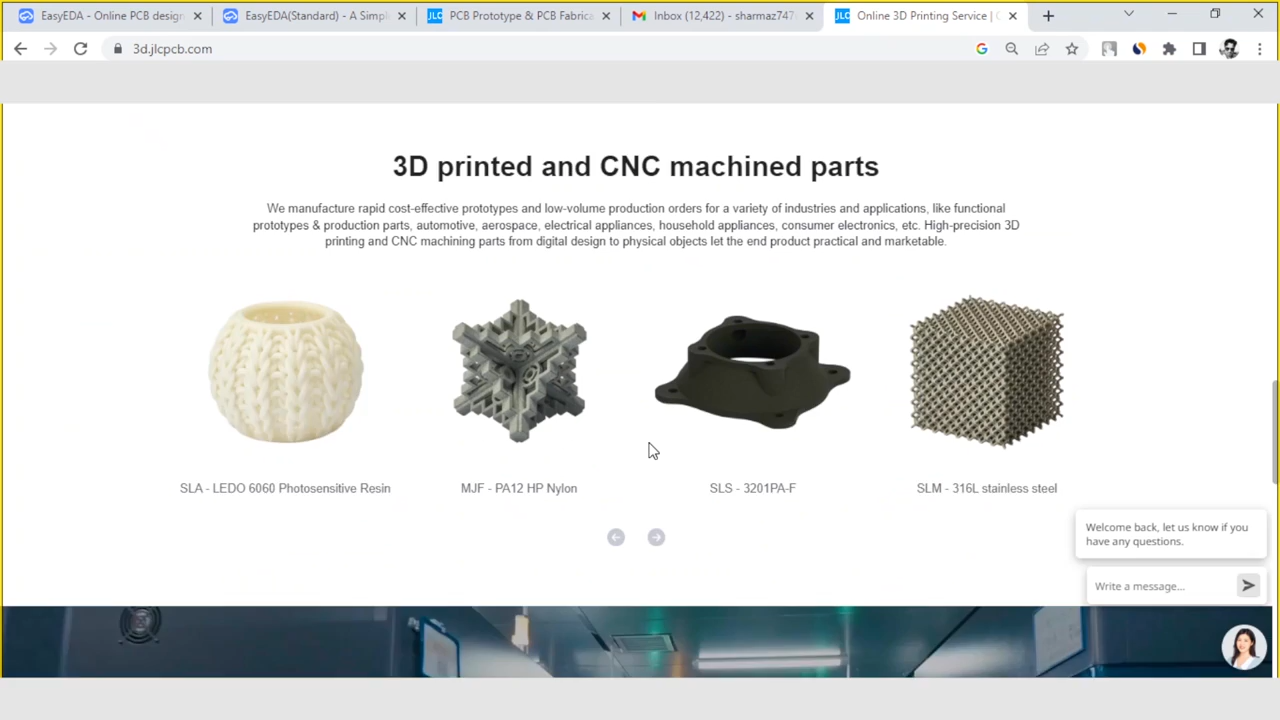 EasyEDA - Online PCB design
EasyEDA(Standard) - A Simpl
JLC PCB Prototype & PCB Fabrica
Inbox (12,422) - sharmaz747
JLC Online 3D Printing Service | C
3d.jlcpcb.com
3D printed and CNC machined parts
We manufacture rapid cost-effective prototypes and low-volume production orders for a variety of industries and applications, like functional
prototypes & production parts, automotive, aerospace, electrical appliances, household appliances, consumer electronics, etc. High-precision 3D
printing and CNC machining parts from digital design to physical objects let the end product practical and marketable.
SLA - LEDO 6060 Photosensitive Resin
MJF - PA12 HP Nylon
SLS - 3201PA-F
SLM - 316L stainless steel
Welcome back, let us know if you
have any questions.
Write a message...